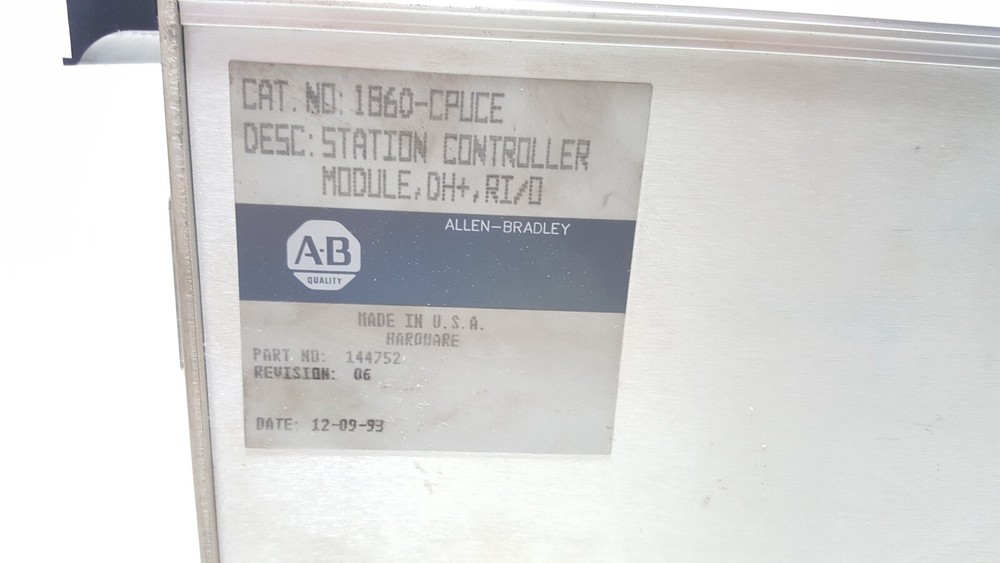 CAT. NO: 1860-CPUCE
DESC: STATION CONTROLLER
MODULE, DH+, RI/O
ALLEN-BRADLEY
A·B
QUALITY
MADE IN U.S.A.
HARDWARE
PART NO: 144752
REVISION: 06
DATE: 12-09-93